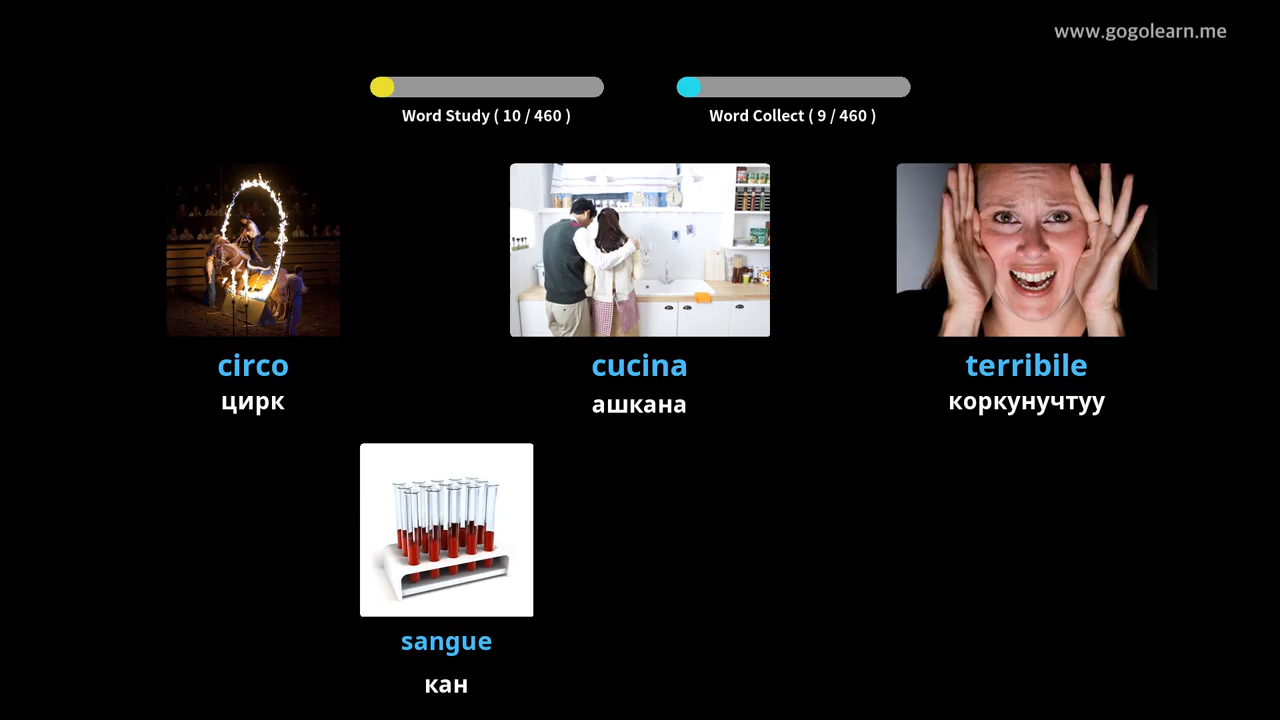 www.gogolearn.me
Word Study ( 10 / 460 )
Word Collect ( 9 / 460 )
circo
цирк
cucina
ашкана
terribile
коркунучтуу
sangue
кан